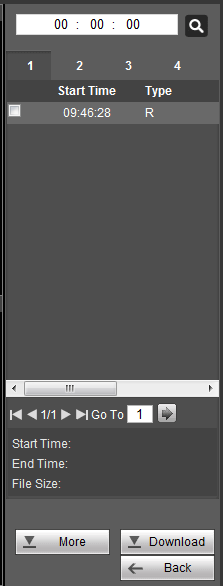 00 : 00 : 00
1 2 3 4
Start Time Type
09:46:28 R
1/1 Go To 1
Start Time:
End Time:
File Size:
More Download
Back